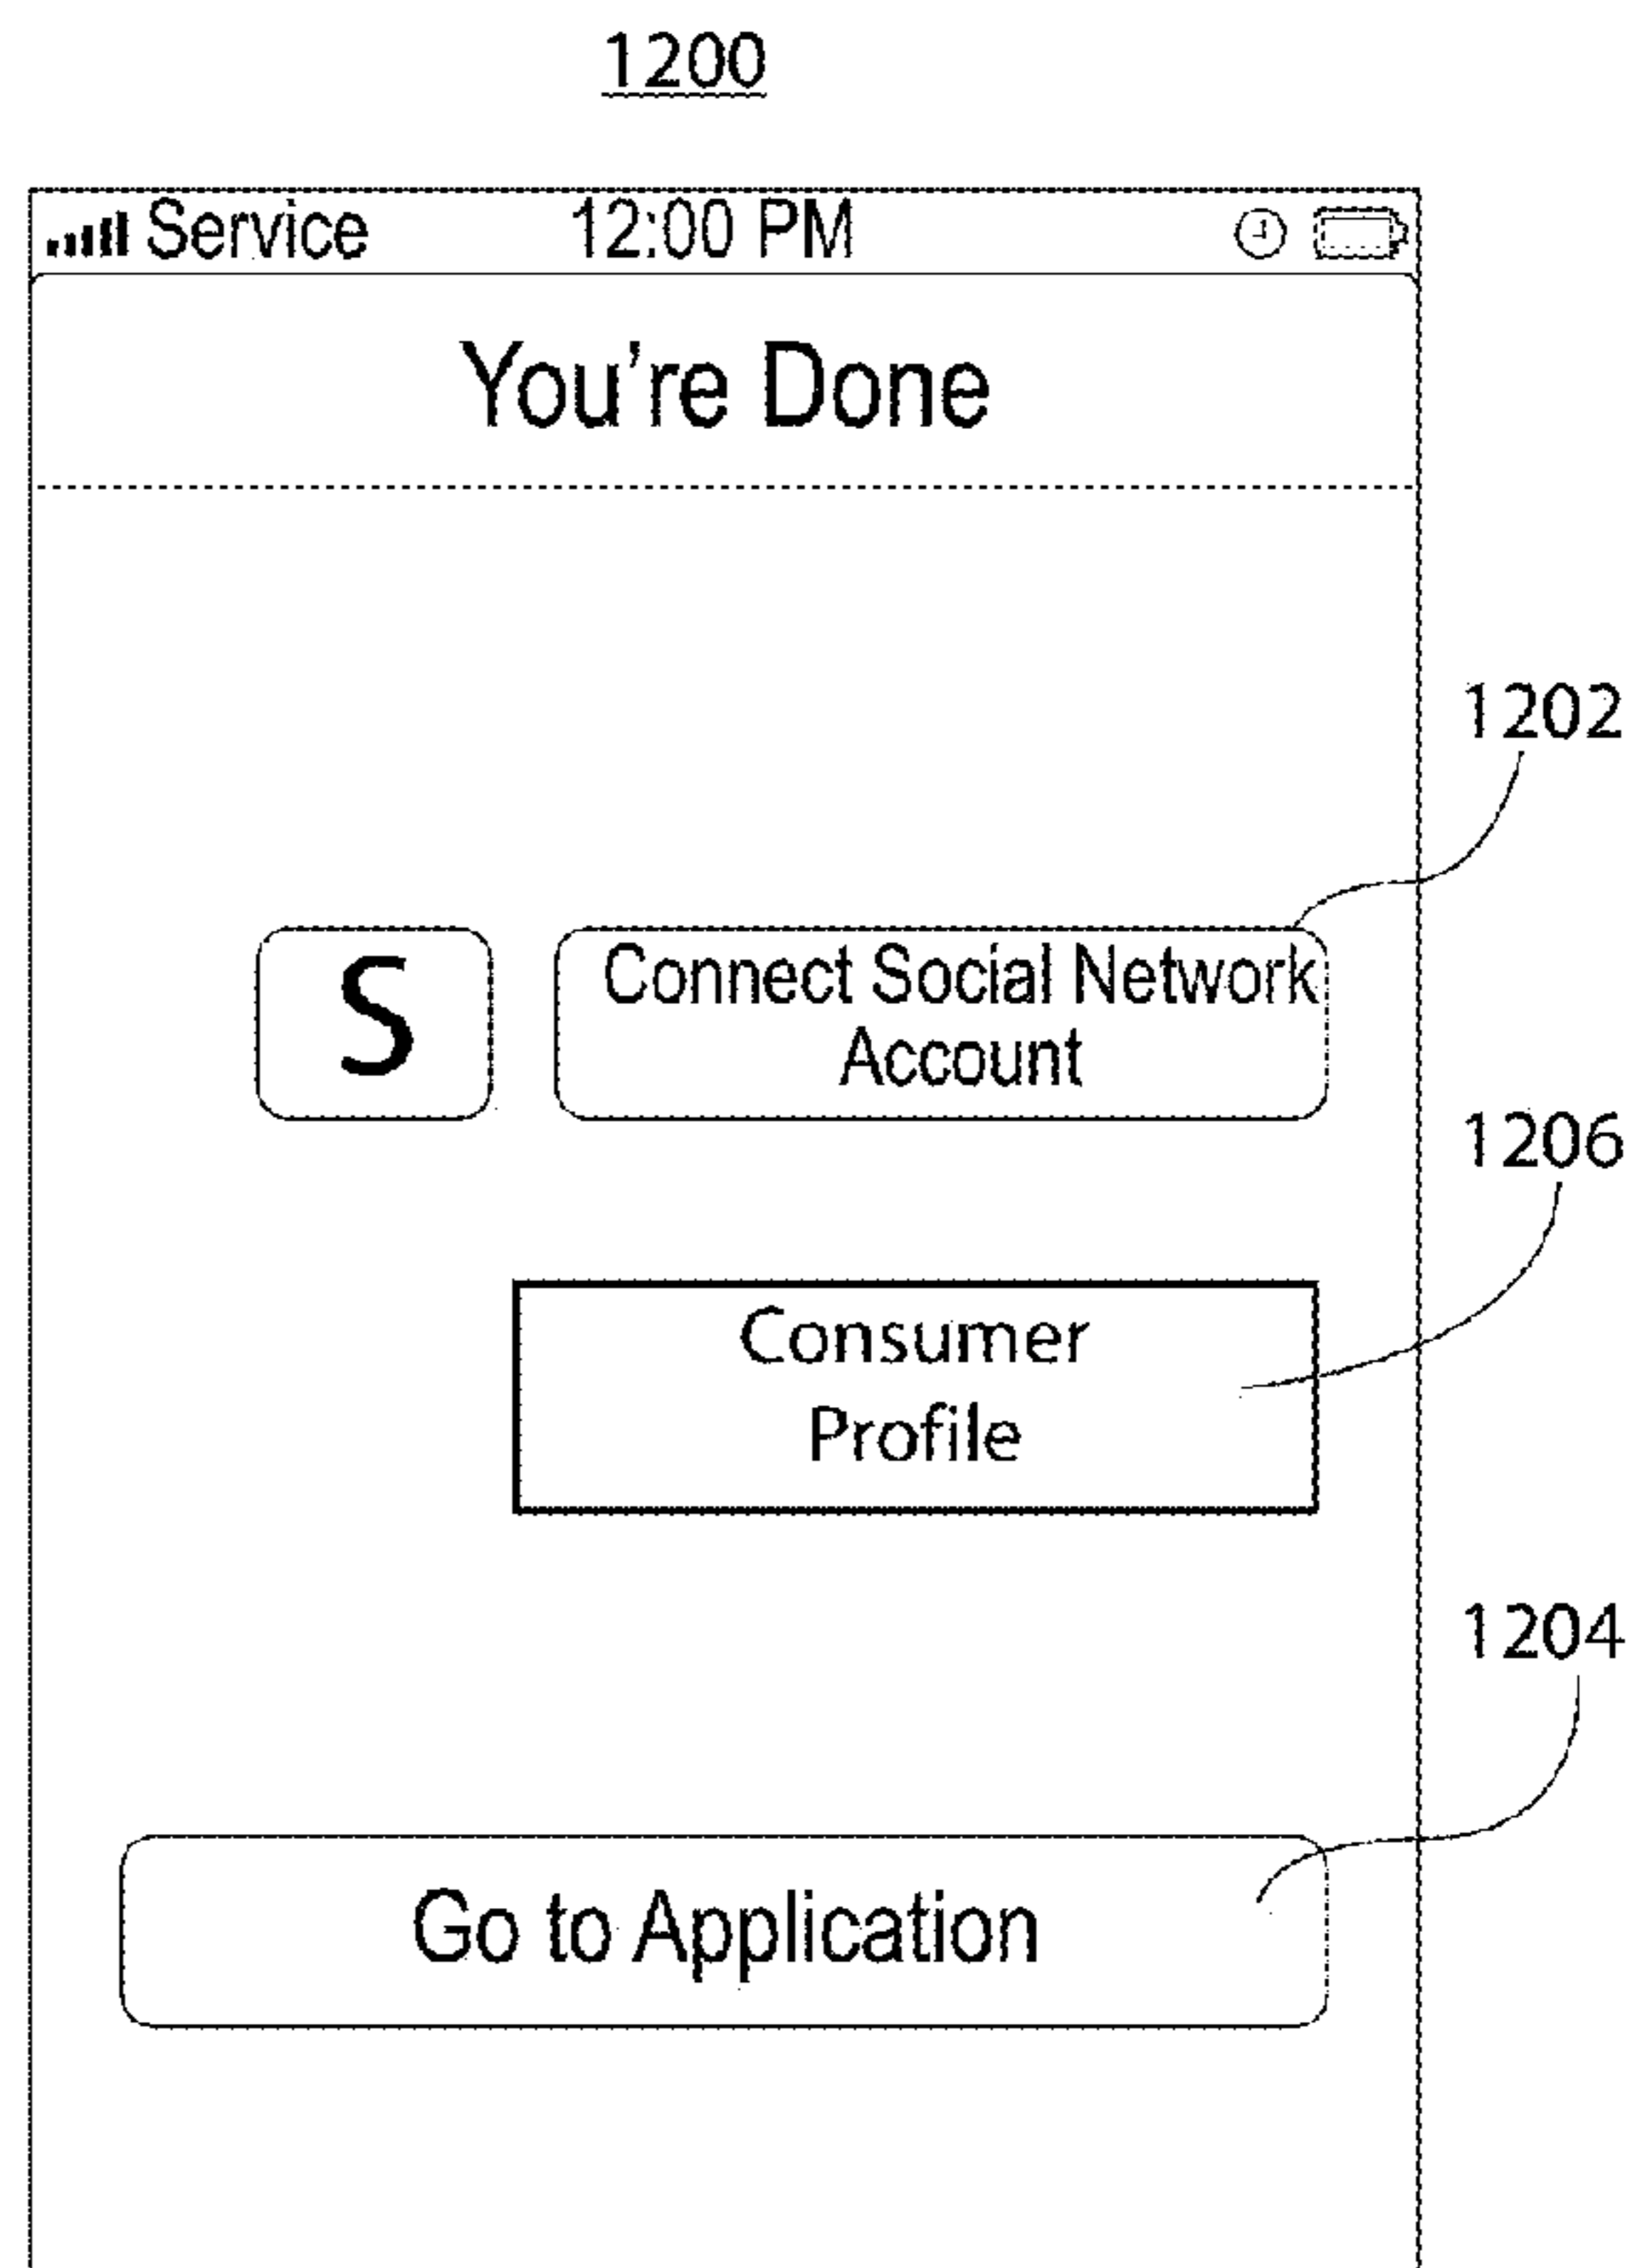 1200
Service 12:00 PM
You're Done
1202
S Connect Social Network
Account
1206
Consumer
Profile
1204
Go to Application